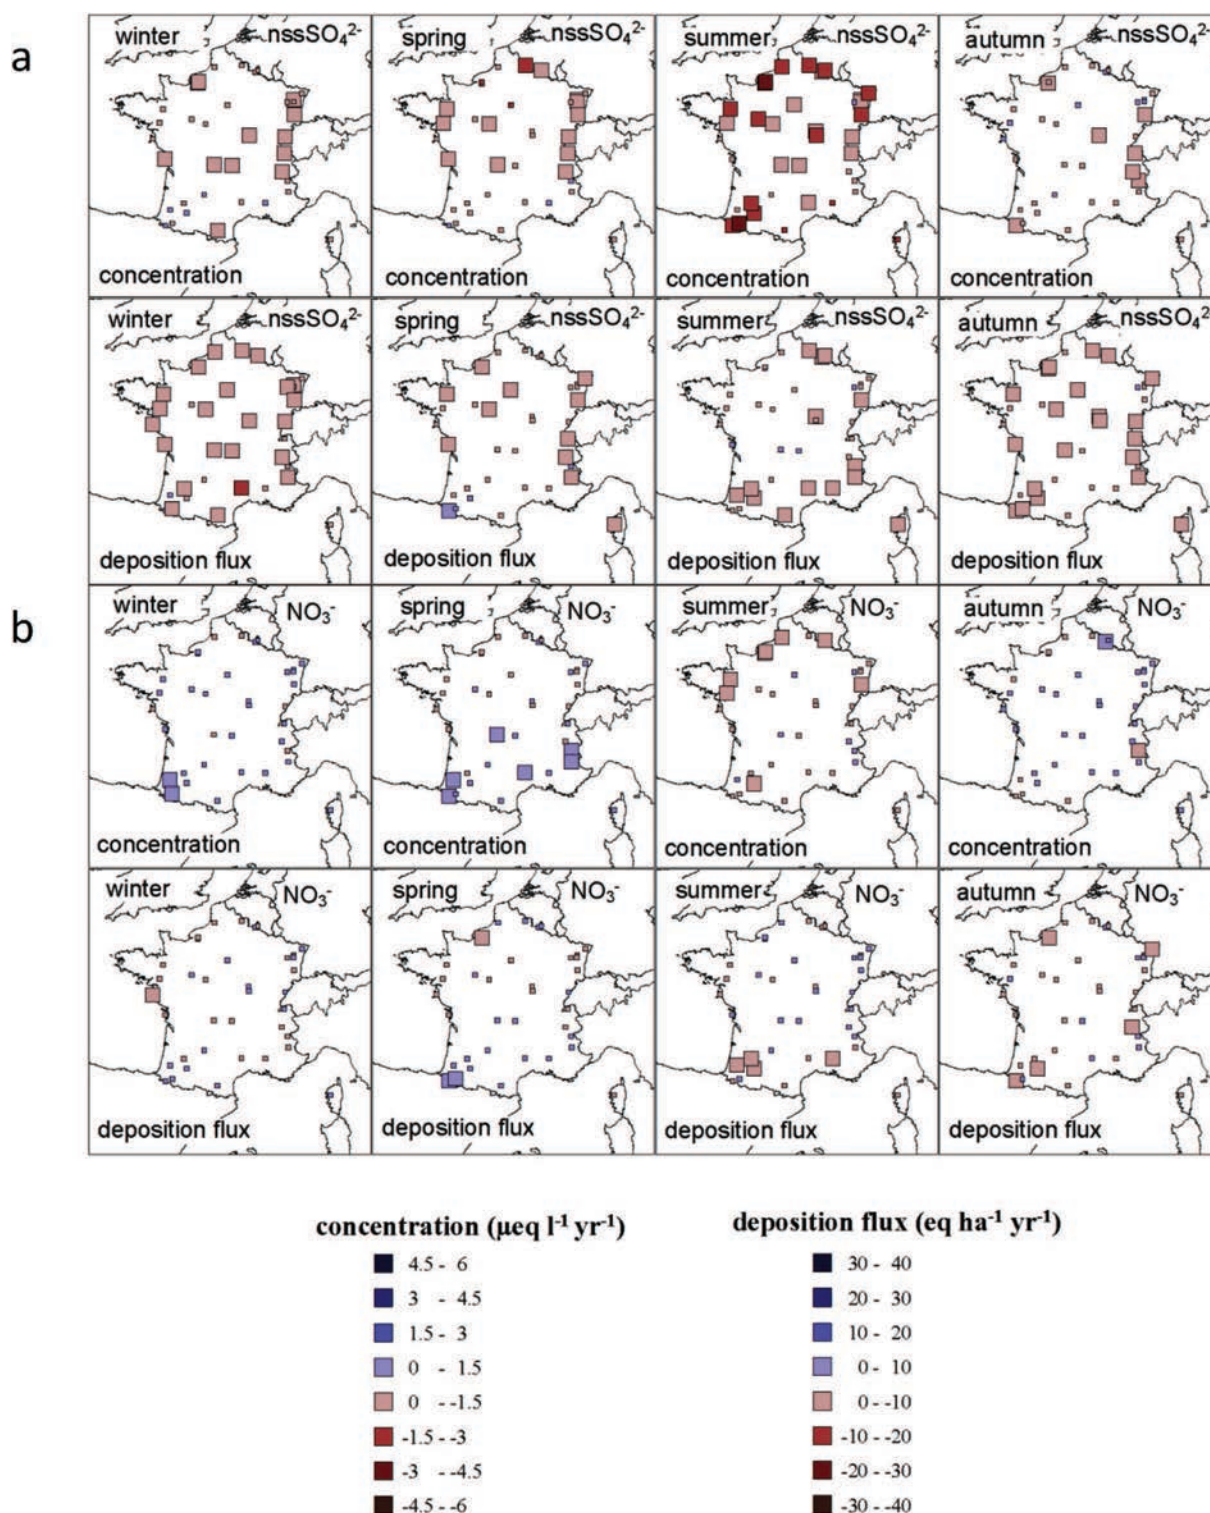 a
winter nssSO₄²⁻ spring nssSO₄²⁻ summer nssSO₄²⁻ autumn nssSO₄²⁻
concentration concentration concentration concentration
winter nssSO₄²⁻ spring nssSO₄²⁻ summer nssSO₄²⁻ autumn nssSO₄²⁻
deposition flux deposition flux deposition flux deposition flux
b
winter NO₃⁻ spring NO₃⁻ summer NO₃⁻ autumn NO₃⁻
concentration concentration concentration concentration
winter NO₃⁻ spring NO₃⁻ summer NO₃⁻ autumn NO₃⁻
deposition flux deposition flux deposition flux deposition flux
concentration (µeq l⁻¹ yr⁻¹)
4.5 - 6
3 - 4.5
1.5 - 3
0 - 1.5
0 - -1.5
-1.5 - -3
-3 - -4.5
-4.5 - -6
deposition flux (eq ha⁻¹ yr⁻¹)
30 - 40
20 - 30
10 - 20
0 - 10
0 - -10
-10 - -20
-20 - -30
-30 - -40